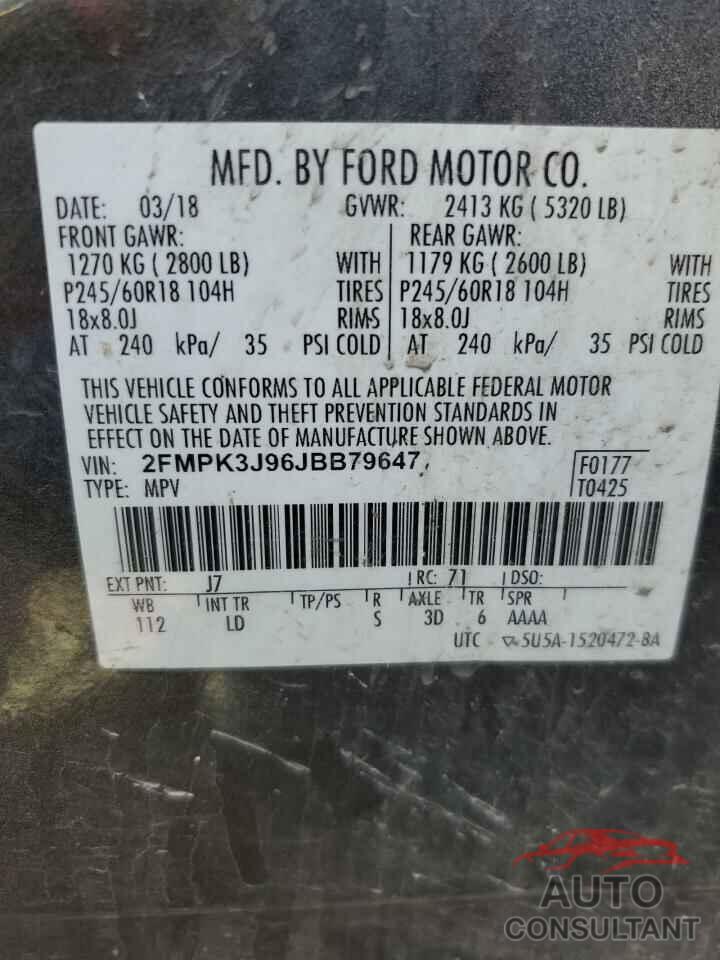 MFD. BY FORD MOTOR CO.
DATE: 03/18 GVWR: 2413 KG ( 5320 LB)
FRONT GAWR: REAR GAWR:
1270 KG ( 2800 LB) WITH 1179 KG ( 2600 LB) WITH
P245/60R18 104H TIRES P245/60R18 104H TIRES
18x8.0J RIMS 18x8.0J RIMS
AT 240 kPa/ 35 PSI COLD AT 240 kPa/ 35 PSI COLD
THIS VEHICLE CONFORMS TO ALL APPLICABLE FEDERAL MOTOR
VEHICLE SAFETY AND THEFT PREVENTION STANDARDS IN
EFFECT ON THE DATE OF MANUFACTURE SHOWN ABOVE.
VIN: 2FMPK3J96JBB79647 F0177
TYPE: MPV T0425
EXT PNT: J7 RC: 71 DSO:
WB INT TR TP/PS R AXLE TR SPR
112 LD S 3D 6 AAAA
UTC 5U5A-1520472-BA
AUTO
CONSULTANT